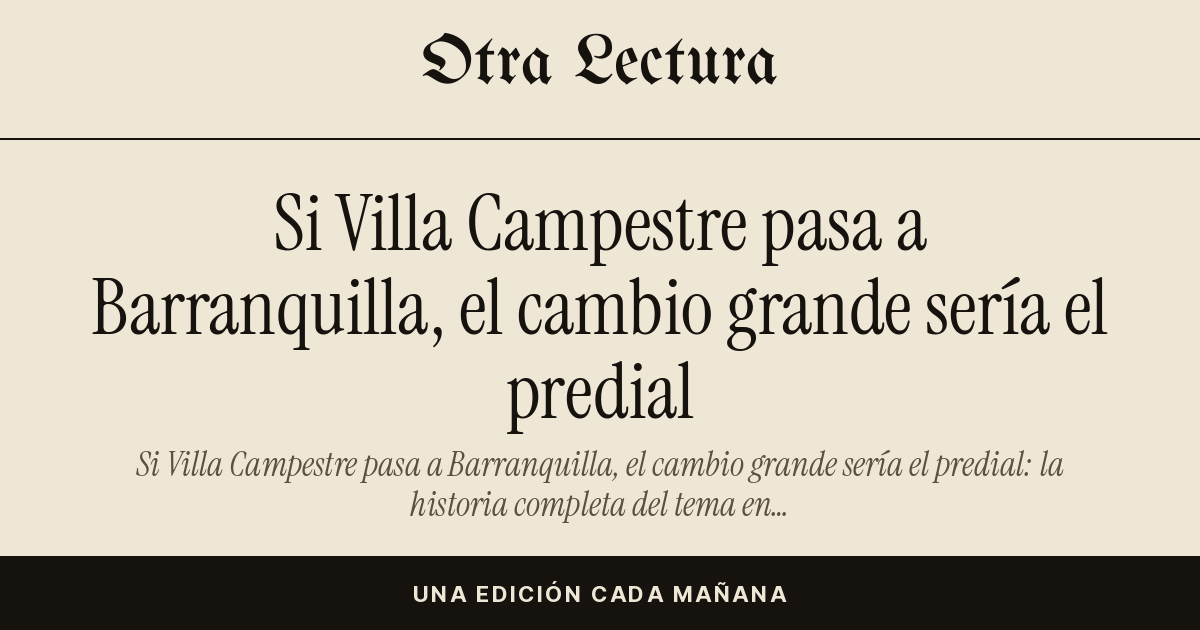 Otra Lectura
Si Villa Campestre pasa a
Barranquilla, el cambio grande sería el
predial
Si Villa Campestre pasa a Barranquilla, el cambio grande sería el predial: la
historia completa del tema en...
UNA EDICIÓN CADA MAÑANA